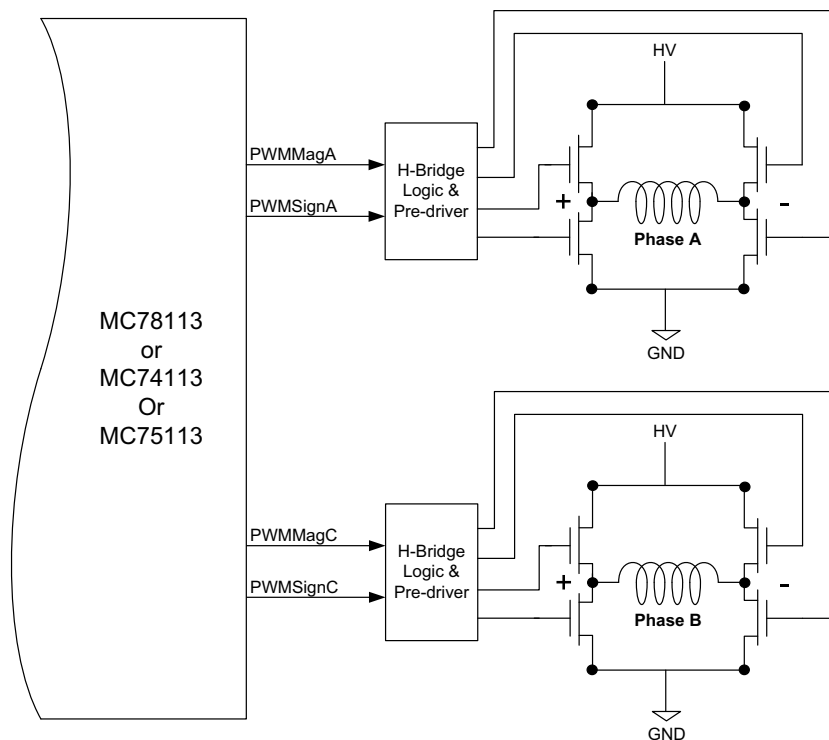 HV
PWMMagA
PWMSignA
H-Bridge
Logic &
Pre-driver
+
-
Phase A
GND
MC78113
or
MC74113
Or
MC75113
HV
PWMMagC
PWMSignC
H-Bridge
Logic &
Pre-driver
+
-
Phase B
GND